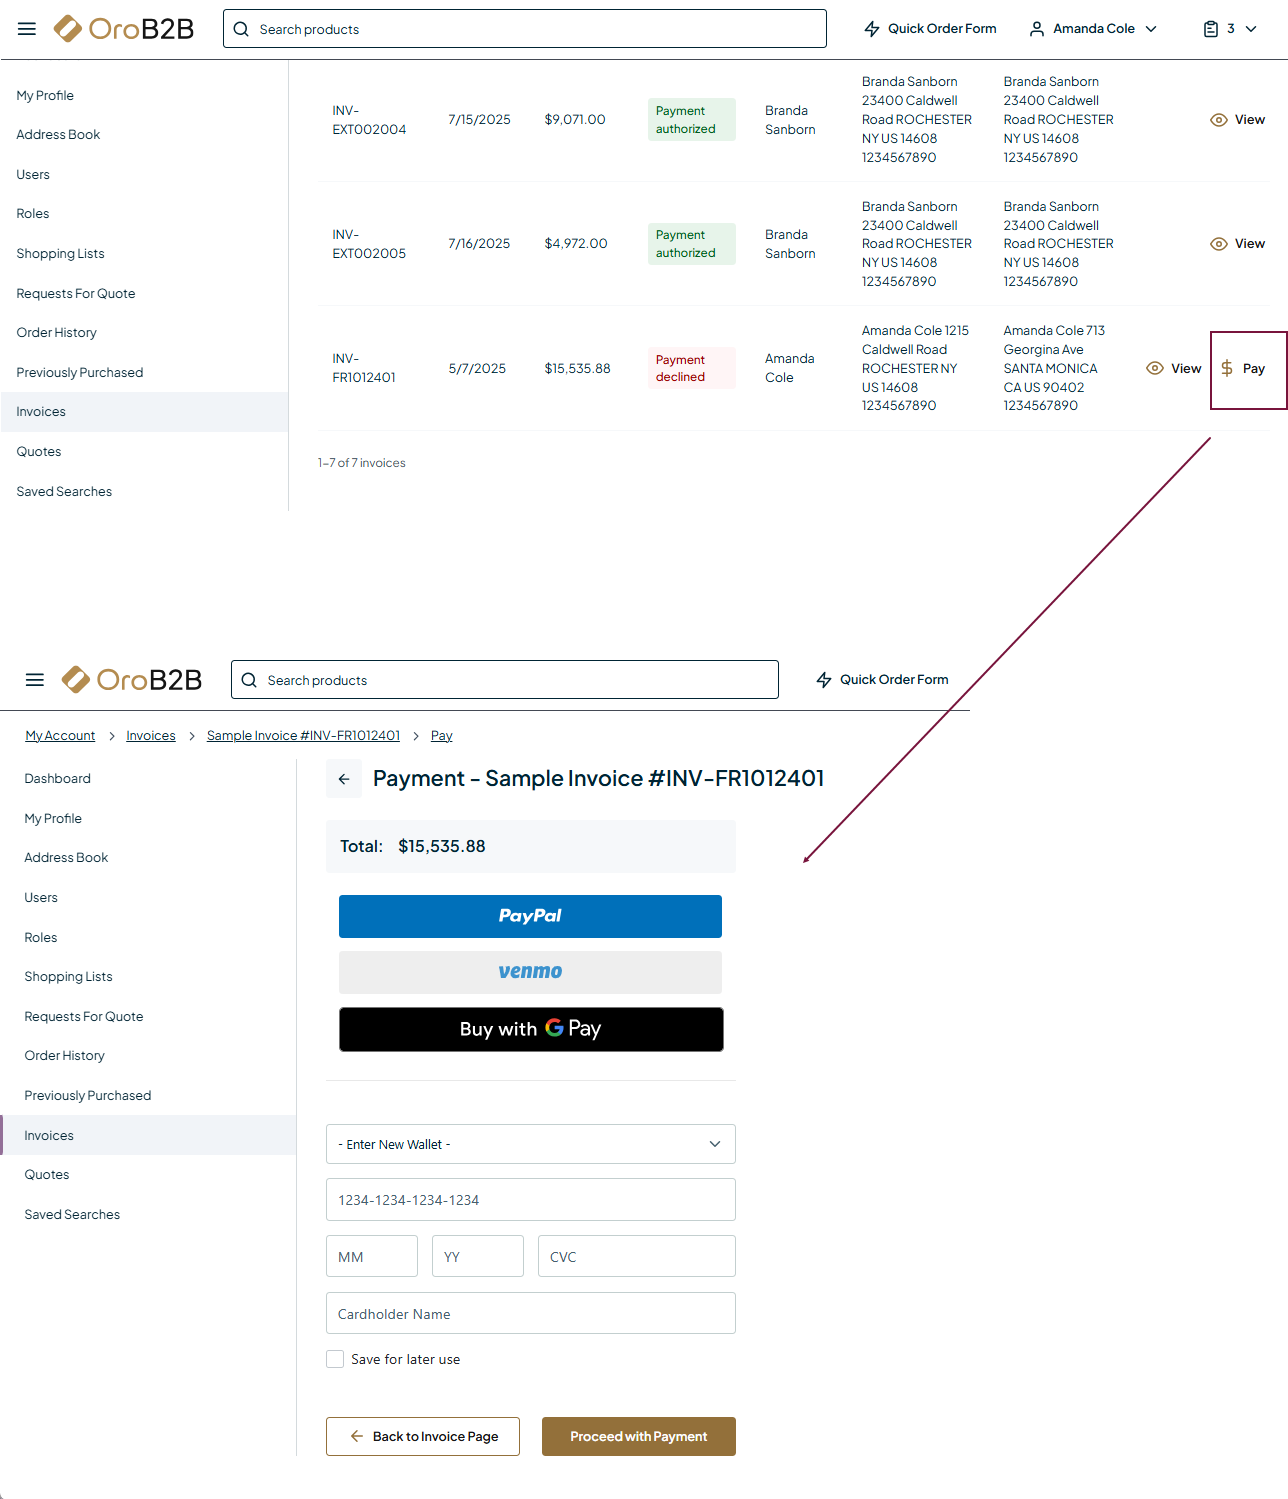 OroB2B
Search products
Quick Order Form
Amanda Cole
3
My Profile
Address Book
Users
Roles
Shopping Lists
Requests For Quote
Order History
Previously Purchased
Invoices
Quotes
Saved Searches
INV-
EXT002004
7/15/2025
$9,071.00
Payment
authorized
Branda
Sanborn
Branda Sanborn
23400 Caldwell
Road ROCHESTER
NY US 14608
1234567890
Branda Sanborn
23400 Caldwell
Road ROCHESTER
NY US 14608
1234567890
View
INV-
EXT002005
7/16/2025
$4,972.00
Payment
authorized
Branda
Sanborn
Branda Sanborn
23400 Caldwell
Road ROCHESTER
NY US 14608
1234567890
Branda Sanborn
23400 Caldwell
Road ROCHESTER
NY US 14608
1234567890
View
INV-
FR1012401
5/7/2025
$15,535.88
Payment
declined
Amanda
Cole
Amanda Cole 1215
Caldwell Road
ROCHESTER NY
US 14608
1234567890
Amanda Cole 713
Georgina Ave
SANTA MONICA
CA US 90402
1234567890
View
$ Pay
1–7 of 7 invoices
OroB2B
Search products
Quick Order Form
My Account > Invoices > Sample Invoice #INV-FR1012401 > Pay
Dashboard
My Profile
Address Book
Users
Roles
Shopping Lists
Requests For Quote
Order History
Previously Purchased
Invoices
Quotes
Saved Searches
Payment - Sample Invoice #INV-FR1012401
Total: $15,535.88
PayPal
venmo
Buy with G Pay
- Enter New Wallet -
1234-1234-1234-1234
MM
YY
CVC
Cardholder Name
Save for later use
Back to Invoice Page
Proceed with Payment